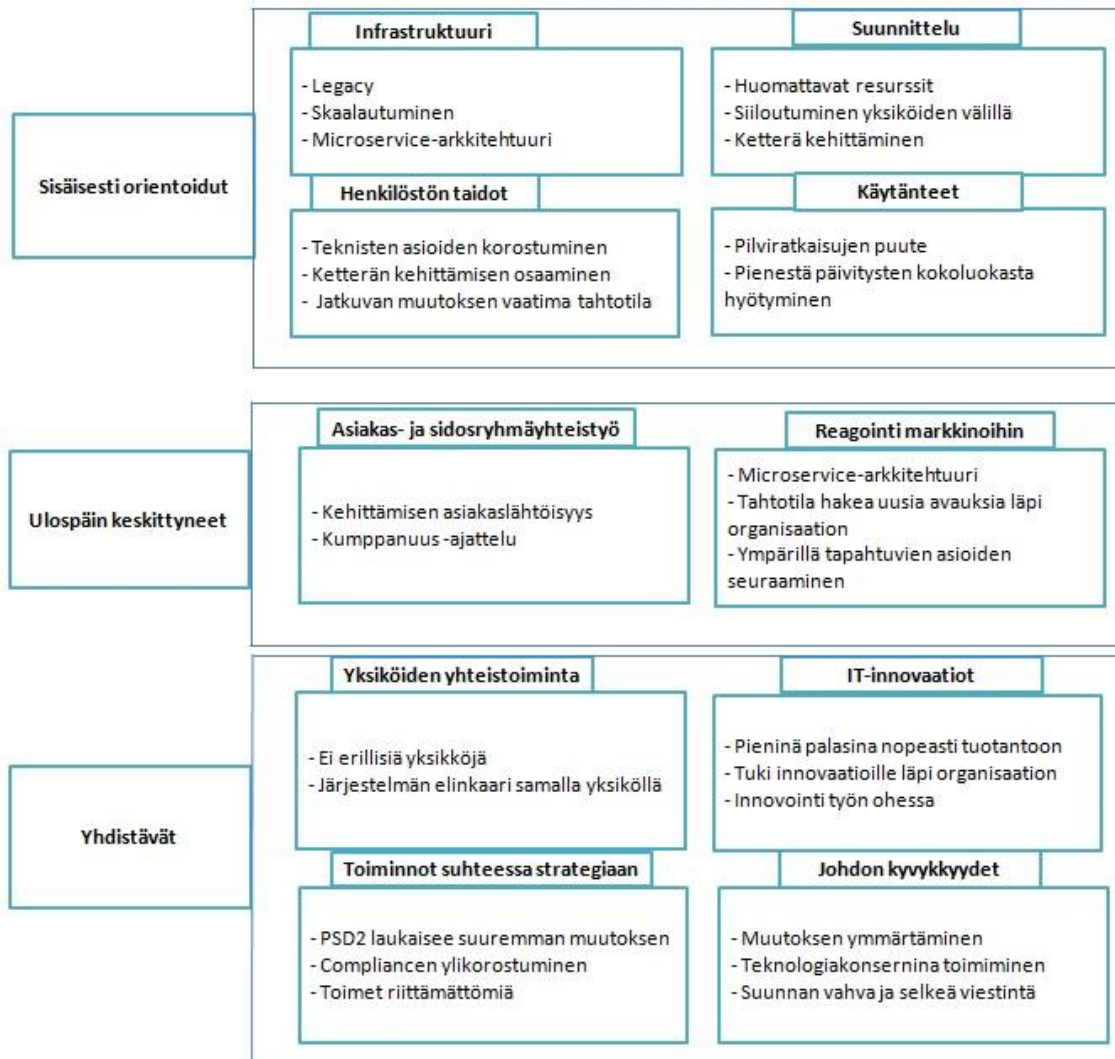 Sisäisesti orientoidut
Infrastruktuuri
- Legacy
- Skaalautuminen
- Microservice-arkkitehtuuri
Suunnittelu
- Huomattavat resurssit
- Siiloutuminen yksiköiden välillä
- Ketterä kehittäminen
Henkilöstön taidot
- Teknisten asioiden korostuminen
- Ketterän kehittämisen osaaminen
- Jatkuvan muutoksen vaatima tahtotila
Käytänteet
- Pilviratkaisujen puute
- Pienestä päivitysten kokoluokasta
hyötyminen
Ulospäin keskittyneet
Asiakas- ja sidosryhmäyhteistyö
- Kehittämisen asiakaslähtöisyys
- Kumppanuus -ajattelu
Reagointi markkinoihin
- Microservice-arkkitehtuuri
- Tahtotila hakea uusia avauksia läpi
organisaation
- Ympärillä tapahtuvien asioiden
seuraaminen
Yhdistävät
Yksiköiden yhteistoiminta
- Ei erillisiä yksikköjä
- Järjestelmän elinkaari samalla yksiköllä
IT-innovaatiot
- Pieninä palasina nopeasti tuotantoon
- Tuki innovaatioille läpi organisaation
- Innovointi työn ohessa
Toiminnot suhteessa strategiaan
- PSD2 laukaisee suuremman muutoksen
- Compliancen ylikorostuminen
- Toimet riittämättömiä
Johdon kyvykkyydet
- Muutoksen ymmärtäminen
- Teknologiakonsernina toimiminen
- Suunnan vahva ja selkeä viestintä